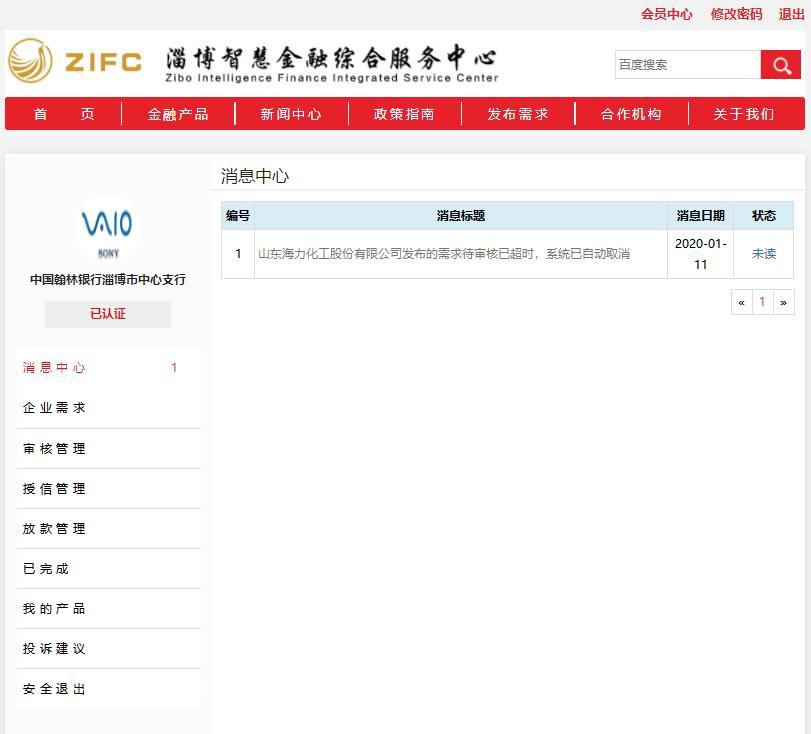 会员中心 修改密码 退出
ZIFC 淄博智慧金融综合服务中心
Zibo Intelligence Finance Integrated Service Center
百度搜索
首 页 金融产品 新闻中心 政策指南 发布需求 合作机构 关于我们
VAIO
SONY
中国翰林银行淄博市中心支行
已认证
消息中心 1
企业需求
审核管理
授信管理
放款管理
已完成
我的产品
投诉建议
安全退出
消息中心
编号 消息标题 消息日期 状态
1 山东海力化工股份有限公司发布的需求待审核已超时，系统已自动取消 2020-01-
11 未读
« 1 »